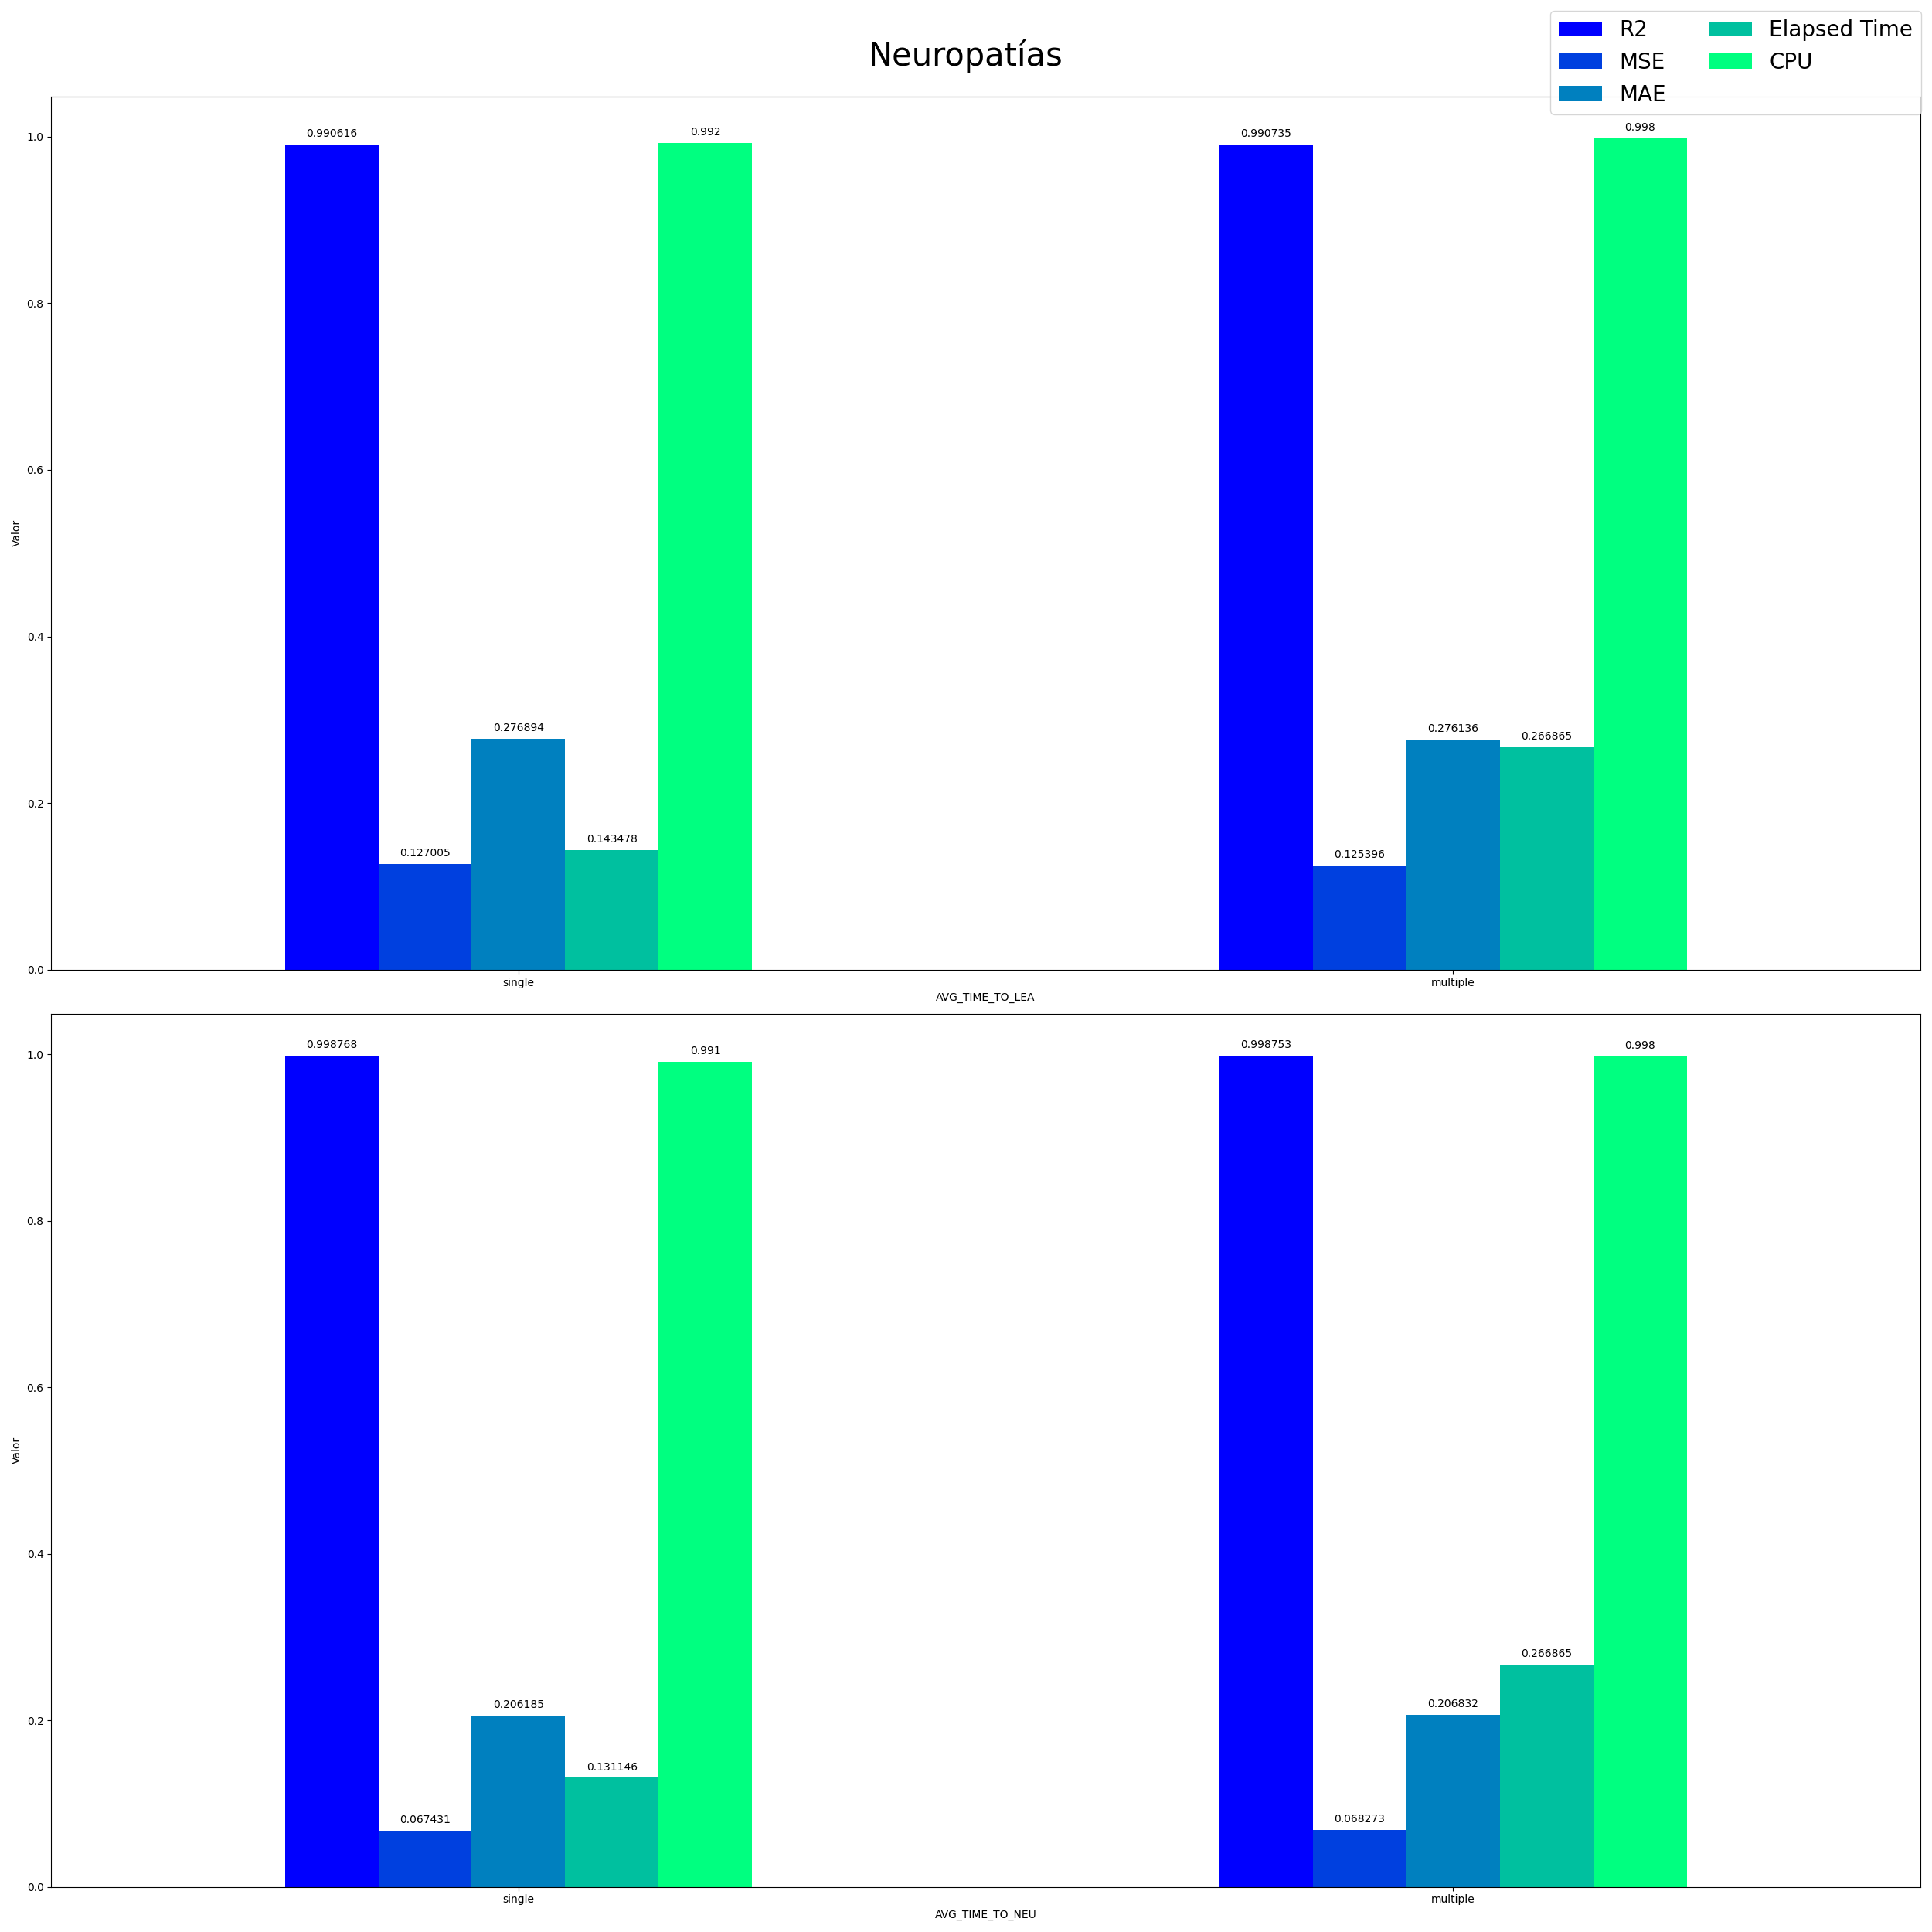 Neuropatías
R2
MSE
MAE
Elapsed Time
CPU
1.0
0.8
0.6
0.4
0.2
0.0
Valor
0.990616
0.127005
0.276894
0.143478
0.992
0.990735
0.125396
0.276136
0.266865
0.998
single
multiple
AVG_TIME_TO_LEA
1.0
0.8
0.6
0.4
0.2
0.0
Valor
0.998768
0.067431
0.206185
0.131146
0.991
0.998753
0.068273
0.206832
0.266865
0.998
single
multiple
AVG_TIME_TO_NEU